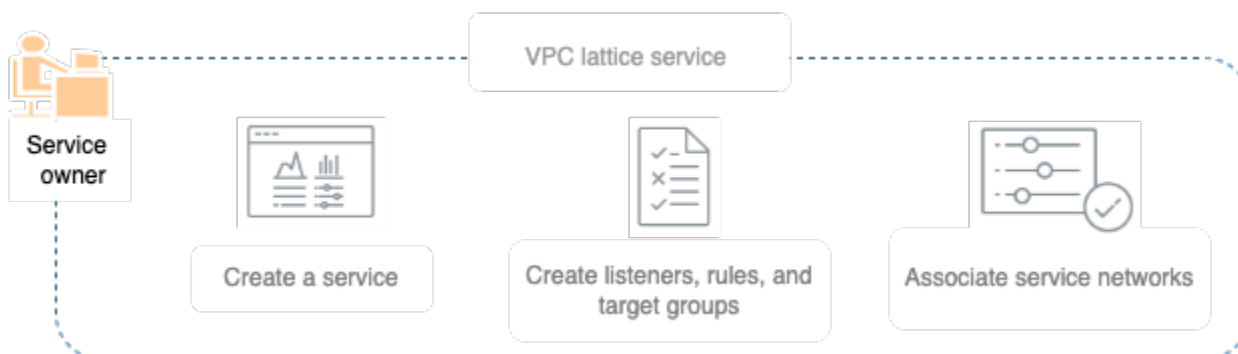 VPC lattice service
Service
owner
Create a service
Create listeners, rules, and
target groups
Associate service networks